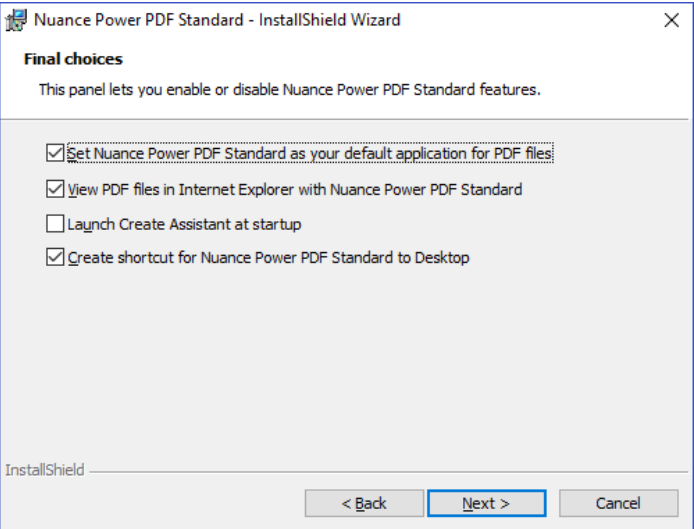 Nuance Power PDF Standard - InstallShield Wizard
Final choices
This panel lets you enable or disable Nuance Power PDF Standard features.
Set Nuance Power PDF Standard as your default application for PDF files
View PDF files in Internet Explorer with Nuance Power PDF Standard
Launch Create Assistant at startup
Create shortcut for Nuance Power PDF Standard to Desktop
InstallShield
< Back
Next >
Cancel